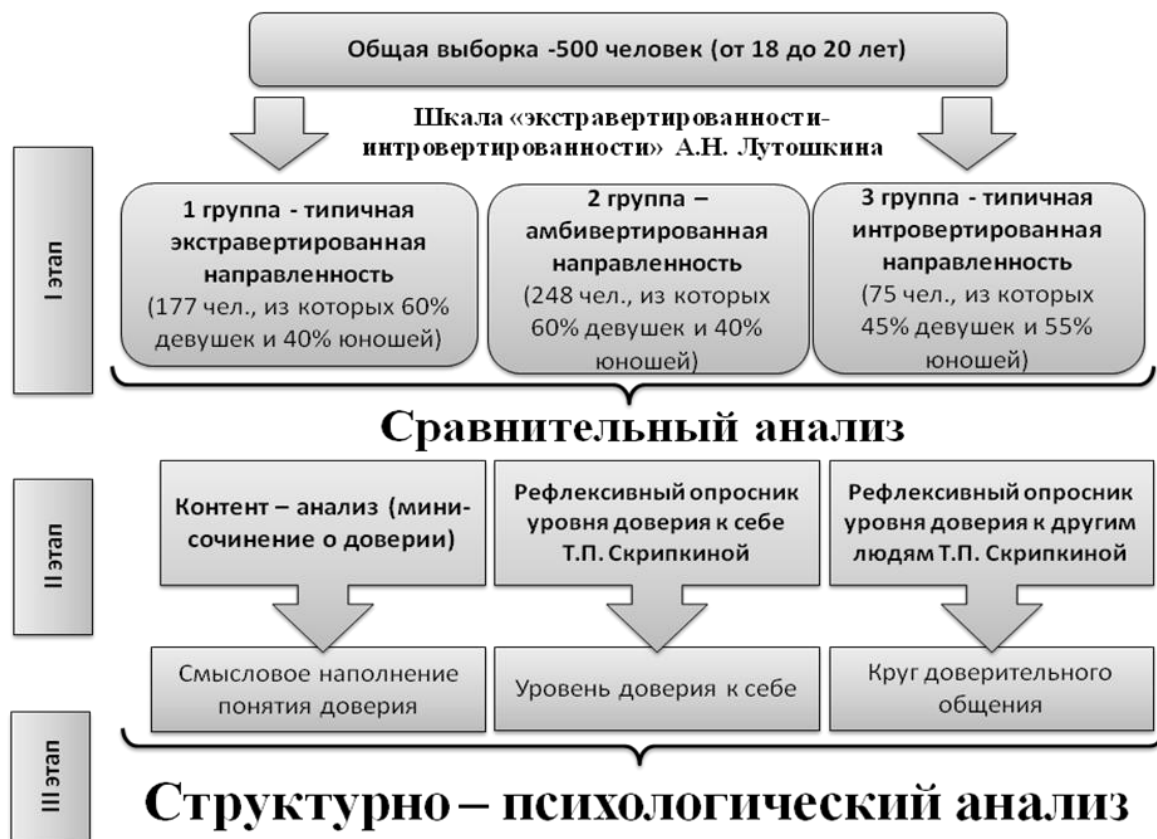 Общая выборка -500 человек (от 18 до 20 лет)
Шкала «экстравертированности-
интровертированности» А.Н. Лутошкина
I этап
1 группа - типичная
экстравертированная
направленность
(177 чел., из которых 60%
девушек и 40% юношей)
2 группа –
амбивертированная
направленность
(248 чел., из которых
60% девушек и 40%
юношей)
3 группа - типичная
интровертированная
направленность
(75 чел., из которых
45% девушек и 55%
юношей)
Сравнительный анализ
II этап
Контент – анализ (мини-
сочинение о доверии)
Рефлексивный опросник
уровня доверия к себе
Т.П. Скрипкиной
Рефлексивный опросник
уровня доверия к другим
людям Т.П. Скрипкиной
Смысловое наполнение
понятия доверия
Уровень доверия к себе
Круг доверительного
общения
III этап
Структурно – психологический анализ